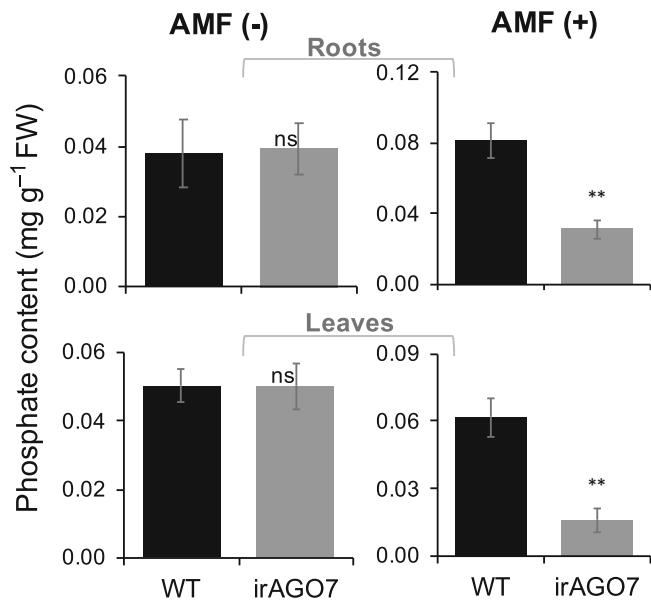 AMF (-)
AMF (+)
Roots
Phosphate content (mg g⁻¹ FW)
0.06
0.04
0.02
0.00
ns
0.12
0.08
0.04
0.00
**
Leaves
0.06
0.04
0.02
0.00
ns
WT
irAGO7
0.09
0.06
0.03
0.00
**
WT
irAGO7